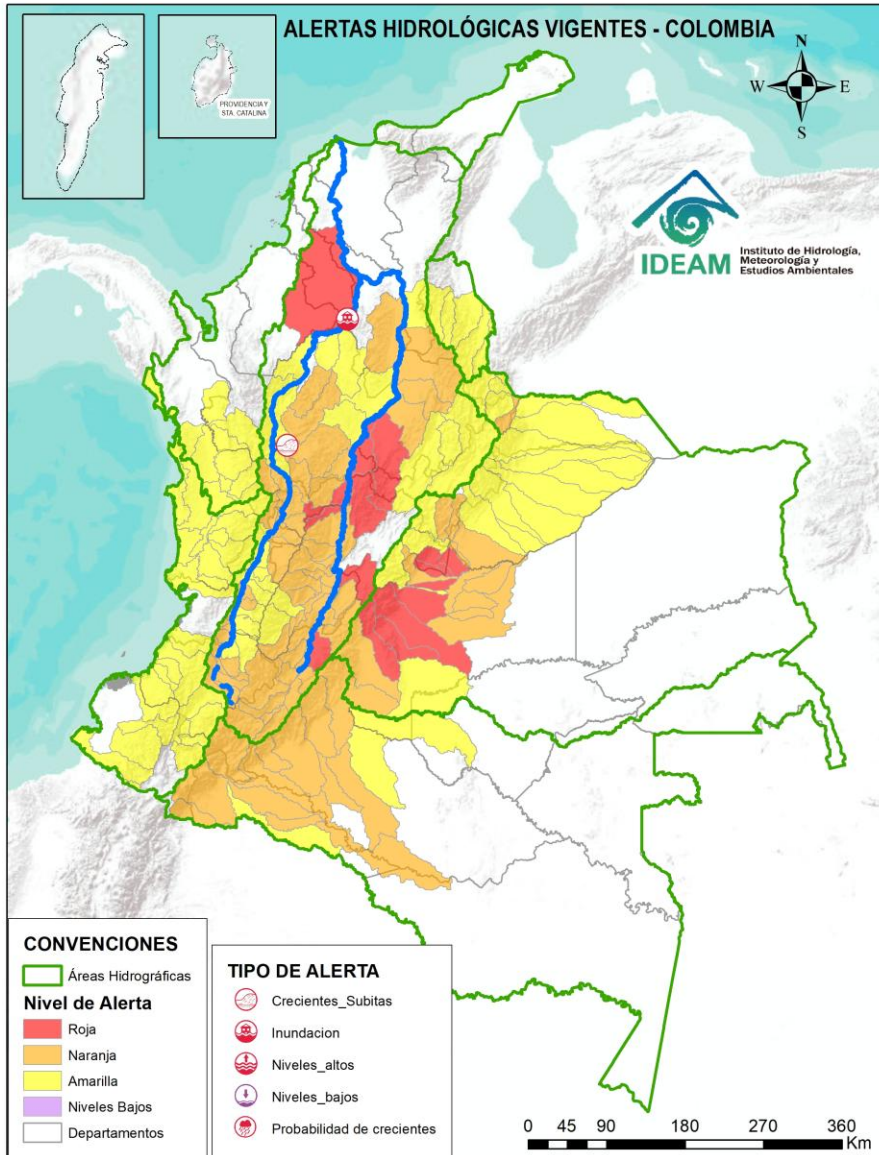 ALERTAS HIDROLÓGICAS VIGENTES - COLOMBIA
PROVIDENCIA Y
STA. CATALINA
N
W
E
S
IDEAM
Instituto de Hidrología,
Meteorología y
Estudios Ambientales
CONVENCIONES
Áreas Hidrográficas
Nivel de Alerta
Roja
Naranja
Amarilla
Niveles Bajos
Departamentos
TIPO DE ALERTA
Crecientes_Subitas
Inundacion
Niveles_altos
Niveles_bajos
Probabilidad de crecientes
0 45 90 180 270 360
Km